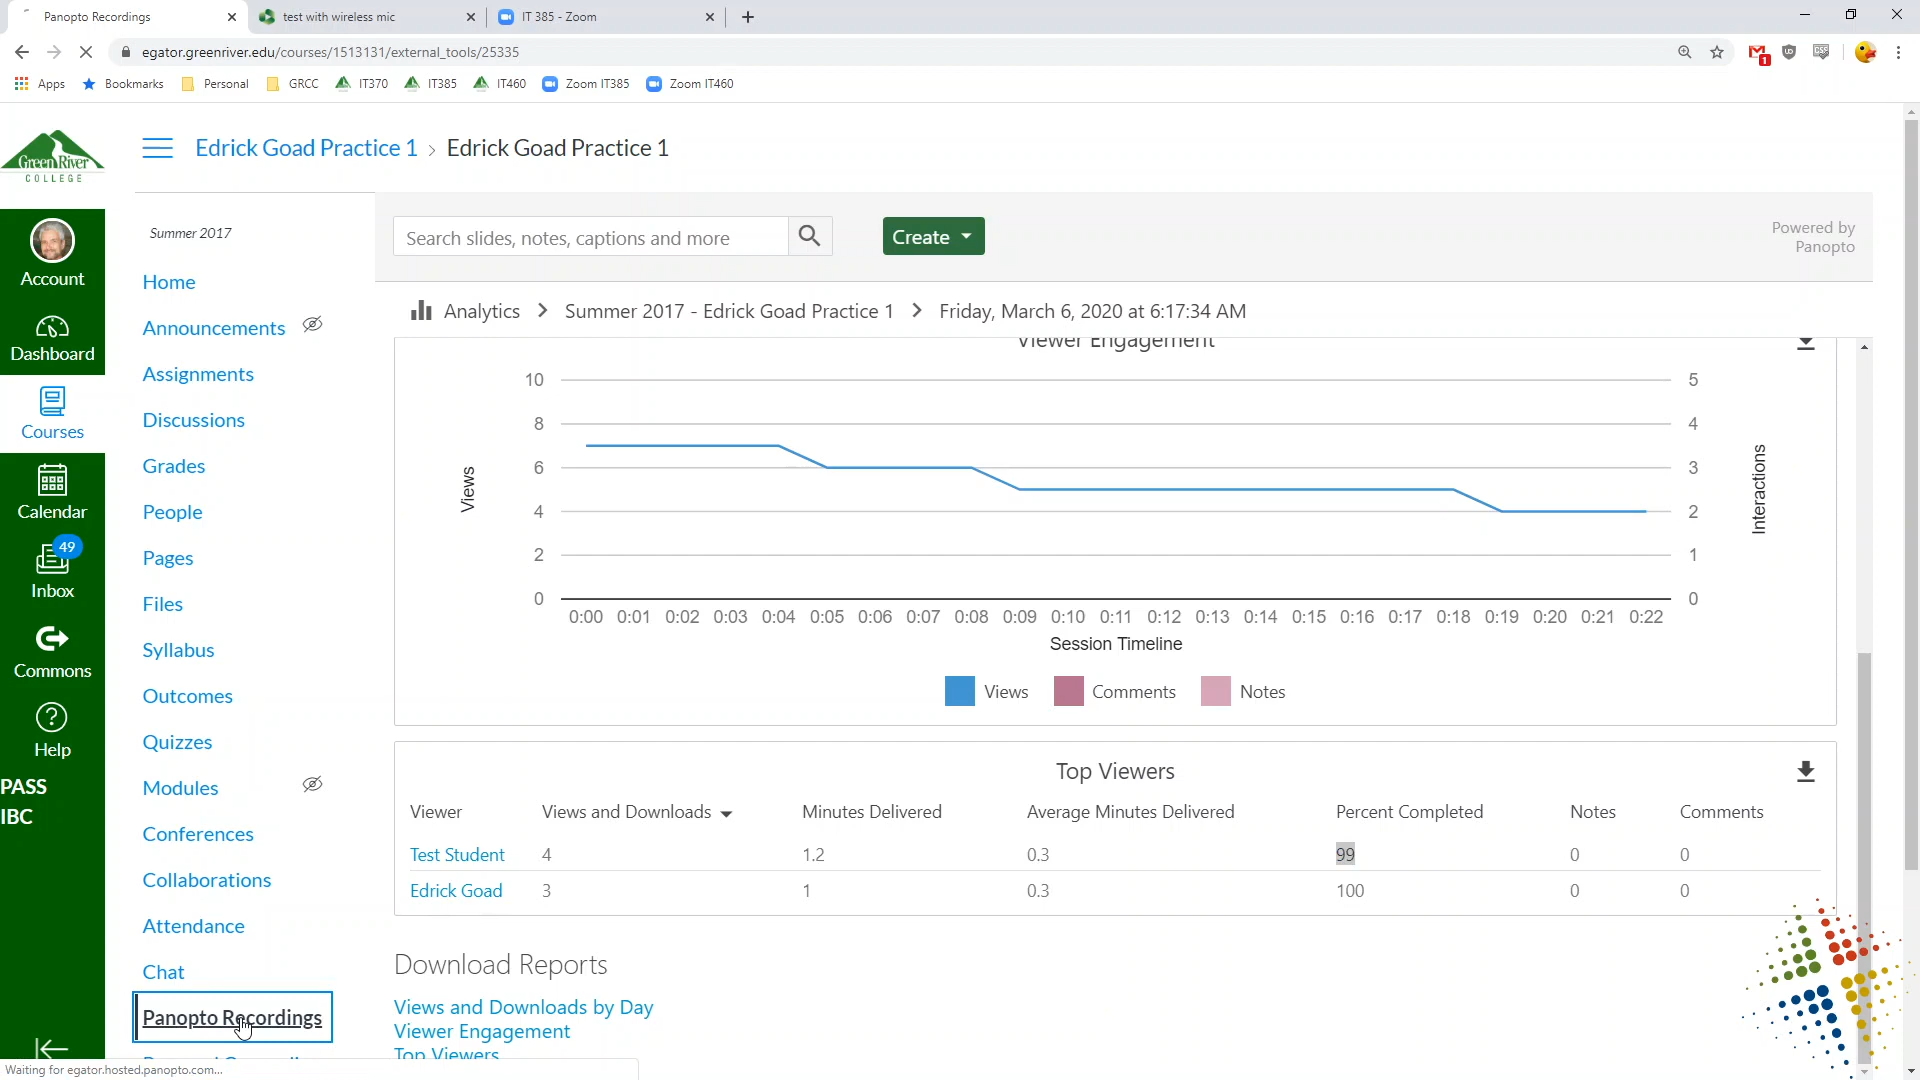 Panopto Recordings
test with wireless mic
IT 385 - Zoom
egator.greenriver.edu/courses/1513131/external_tools/25335
1
Apps
Bookmarks
Personal
GRCC
IT370
IT385
IT460
Zoom IT385
Zoom IT460
Green River
COLLEGE
Edrick Goad Practice 1 › Edrick Goad Practice 1
Account
Dashboard
Courses
Calendar
49
Inbox
Commons
Help
PASS
IBC
Summer 2017
Home
Announcements
Assignments
Discussions
Grades
People
Pages
Files
Syllabus
Outcomes
Quizzes
Modules
Conferences
Collaborations
Attendance
Chat
Panopto Recordings
Search slides, notes, captions and more
Create
Powered by
Panopto
Analytics > Summer 2017 - Edrick Goad Practice 1 > Friday, March 6, 2020 at 6:17:34 AM
Viewer Engagement
10 5
8 4
6 3
4 2
2 1
0 0
Views
Interactions
0:00 0:01 0:02 0:03 0:04 0:05 0:06 0:07 0:08 0:09 0:10 0:11 0:12 0:13 0:14 0:15 0:16 0:17 0:18 0:19 0:20 0:21 0:22
Session Timeline
Views Comments Notes
Top Viewers
Viewer Views and Downloads Minutes Delivered Average Minutes Delivered Percent Completed Notes Comments
Test Student 4 1.2 0.3 99 0 0
Edrick Goad 3 1 0.3 100 0 0
Download Reports
Views and Downloads by Day
Viewer Engagement
Top Viewers
Waiting for egator.hosted.panopto.com...